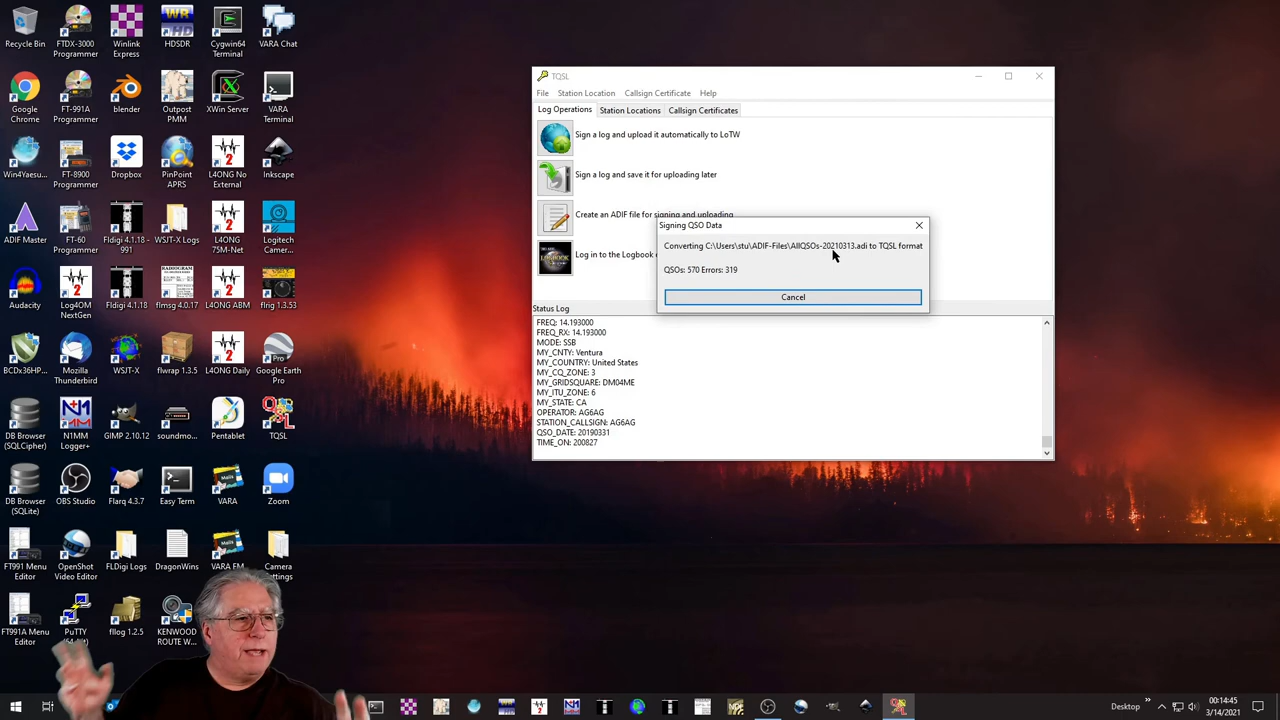 Recycle Bin
FTDX-3000
Programmer
Winlink
Express
HDSDR
Cygwin64
Terminal
VARA Chat
Google
Chrome
FT-991A
Programmer
blender
Outpost
PMM
XWin Server
VARA
Terminal
FT-8900
Programmer
Dropbox
PinPoint
APRS
L4ONG No
External
Inkscape
ADIF Master
FT-60
Programmer
Fldigi 4.1.18
- 991
WSJT-X Logs
L4ONG
75M-Net
Logitech
Camer...
Audacity
Log4OM
NextGen
Fldigi 4.1.18
flmsg 4.0.17
L4ONG ABM
flrig 1.3.53
BCDx36HP...
Mozilla
Thunderbird
WSJT-X
flwrap 1.3.5
L4ONG Daily
Google Earth
Pro
DB Browser
(SQLCipher)
N1MM
Logger+
GIMP 2.10.12
soundmo...
Pentablet
TQSL
DB Browser
(SQLite)
OBS Studio
Flarq 4.3.7
Easy Term
VARA
Zoom
FT991 Menu
Editor
OpenShot
Video Editor
FLDigi Logs
DragonWins
VARA FM
Camera
Settings
FT991A Menu
Editor
PuTTY
fllog 1.2.5
KENWOOD
ROUTE W...
TQSL
File Station Location Callsign Certificate Help
Log Operations Station Locations Callsign Certificates
Sign a log and upload it automatically to LoTW
Sign a log and save it for uploading later
Create an ADIF file for signing and uploading
Log in to the Logbook
Signing QSO Data
Converting C:\Users\stu\ADIF-Files\AllQSOs-20210313.adi to TQSL format
QSOs: 570 Errors: 319
Cancel
Status Log
FREQ: 14.193000
FREQ_RX: 14.193000
MODE: SSB
MY_CNTY: Ventura
MY_COUNTRY: United States
MY_CQ_ZONE: 3
MY_GRIDSQUARE: DM04ME
MY_ITU_ZONE: 6
MY_STATE: CA
OPERATOR: AG6AG
STATION_CALLSIGN: AG6AG
QSO_DATE: 20190331
TIME_ON: 200827
Desktop
00:14:45
3/14/2021